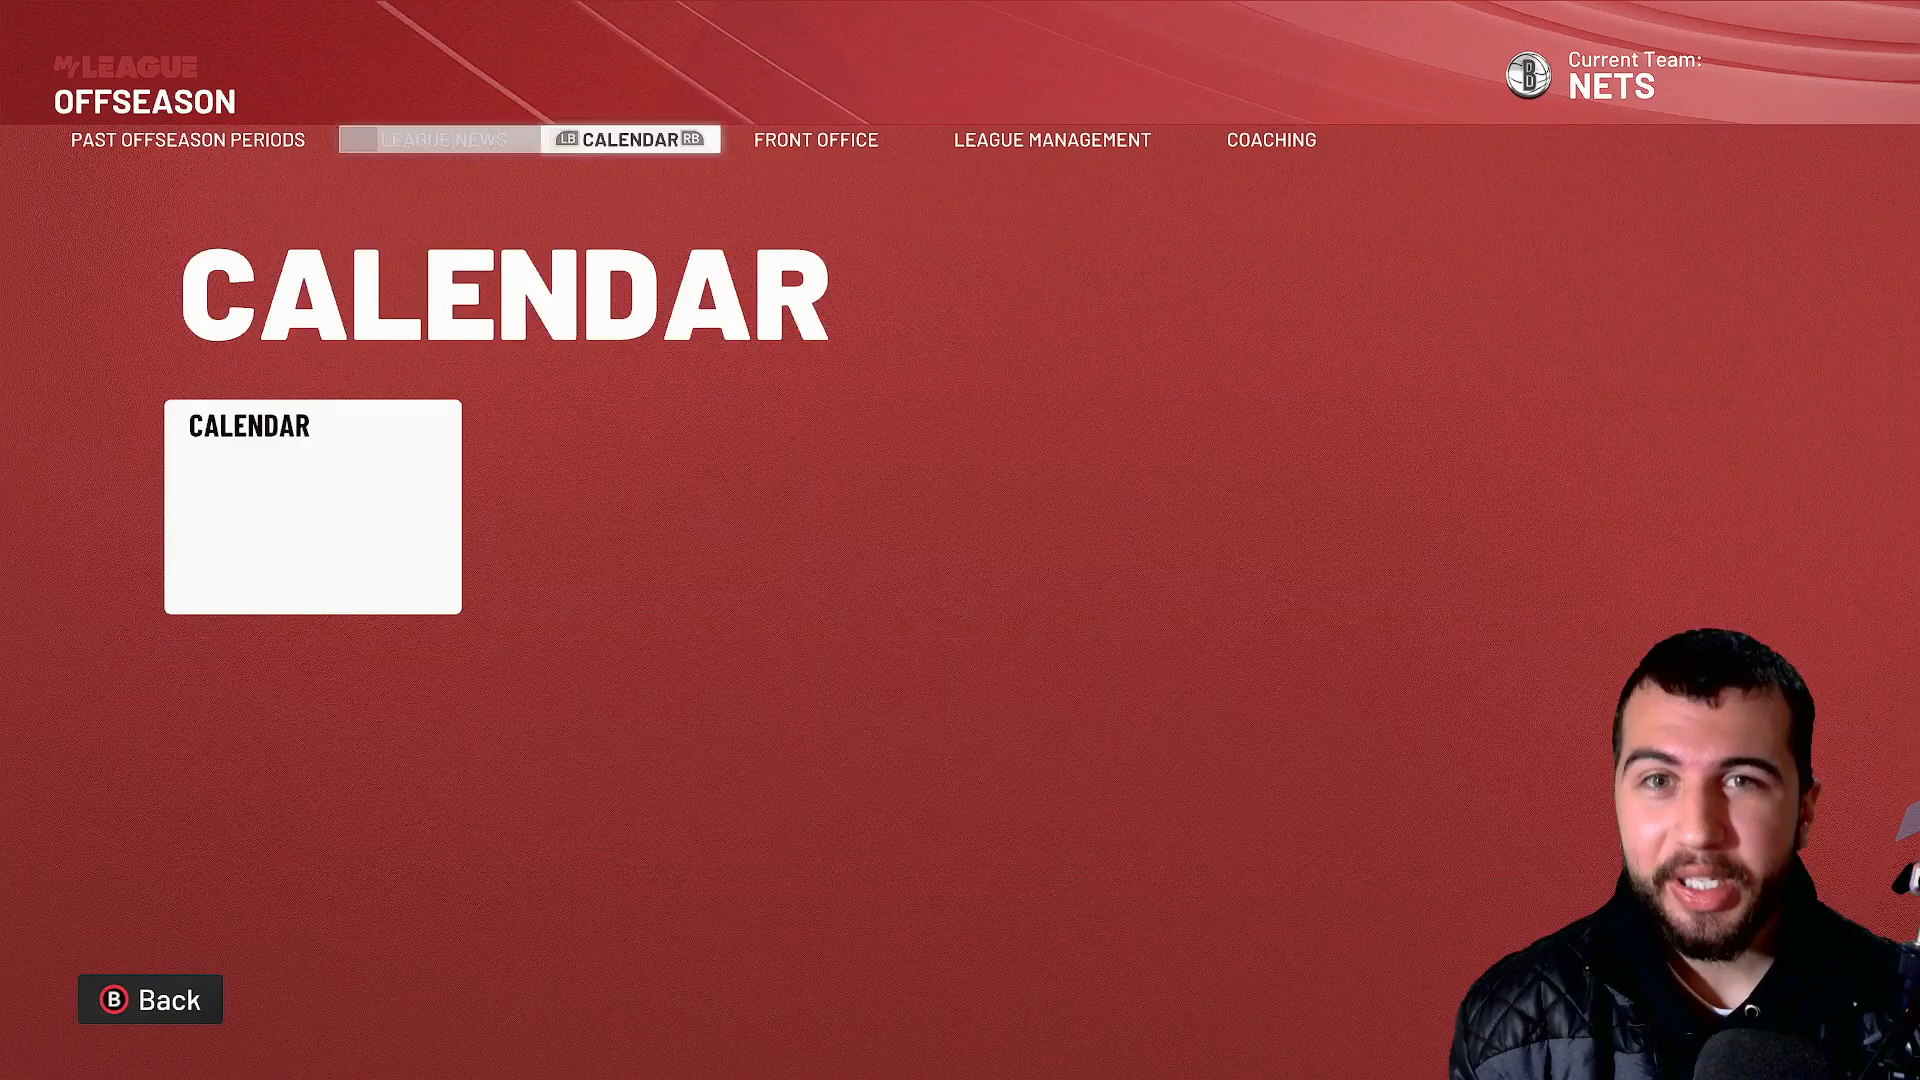 MyLEAGUE
OFFSEASON
Current Team:
NETS
B
PAST OFFSEASON PERIODS
LEAGUE NEWS
LB CALENDAR RB
FRONT OFFICE
LEAGUE MANAGEMENT
COACHING
CALENDAR
CALENDAR
B Back